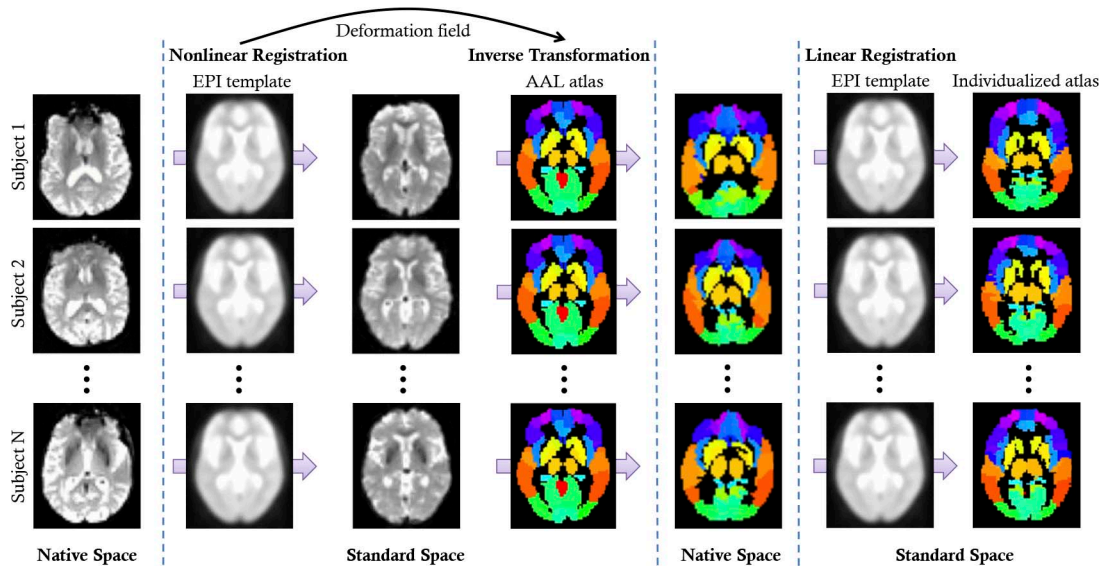 Deformation field
Nonlinear Registration
Inverse Transformation
Linear Registration
EPI template
AAL atlas
EPI template
Individualized atlas
Subject 1
Subject 2
Subject N
Native Space
Standard Space
Native Space
Standard Space